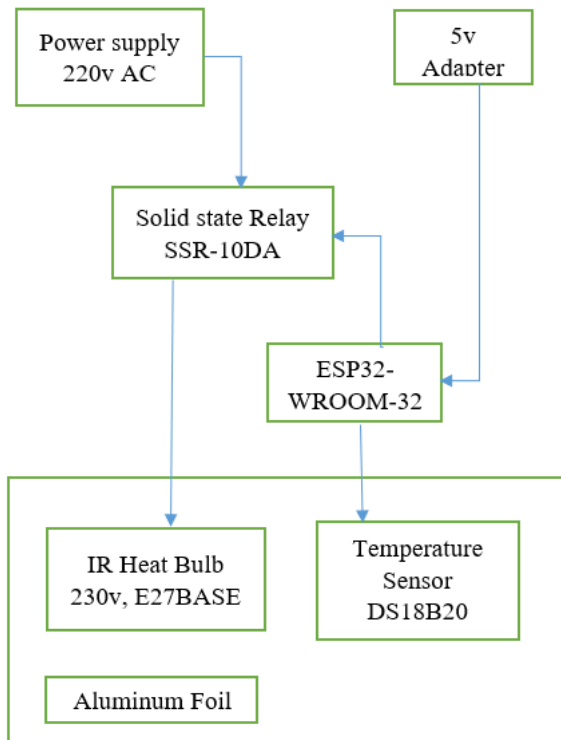 Power supply
220v AC
5v
Adapter
Solid state Relay
SSR-10DA
ESP32-
WROOM-32
IR Heat Bulb
230v, E27BASE
Temperature
Sensor
DS18B20
Aluminum Foil